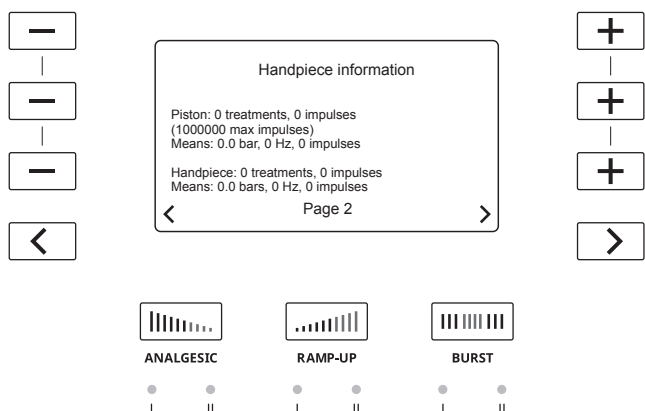 Handpiece information
Piston: 0 treatments, 0 impulses
(1000000 max impulses)
Means: 0.0 bar, 0 Hz, 0 impulses
Handpiece: 0 treatments, 0 impulses
Means: 0.0 bars, 0 Hz, 0 impulses
Page 2
ANALGESIC RAMP-UP BURST
I II I II I II